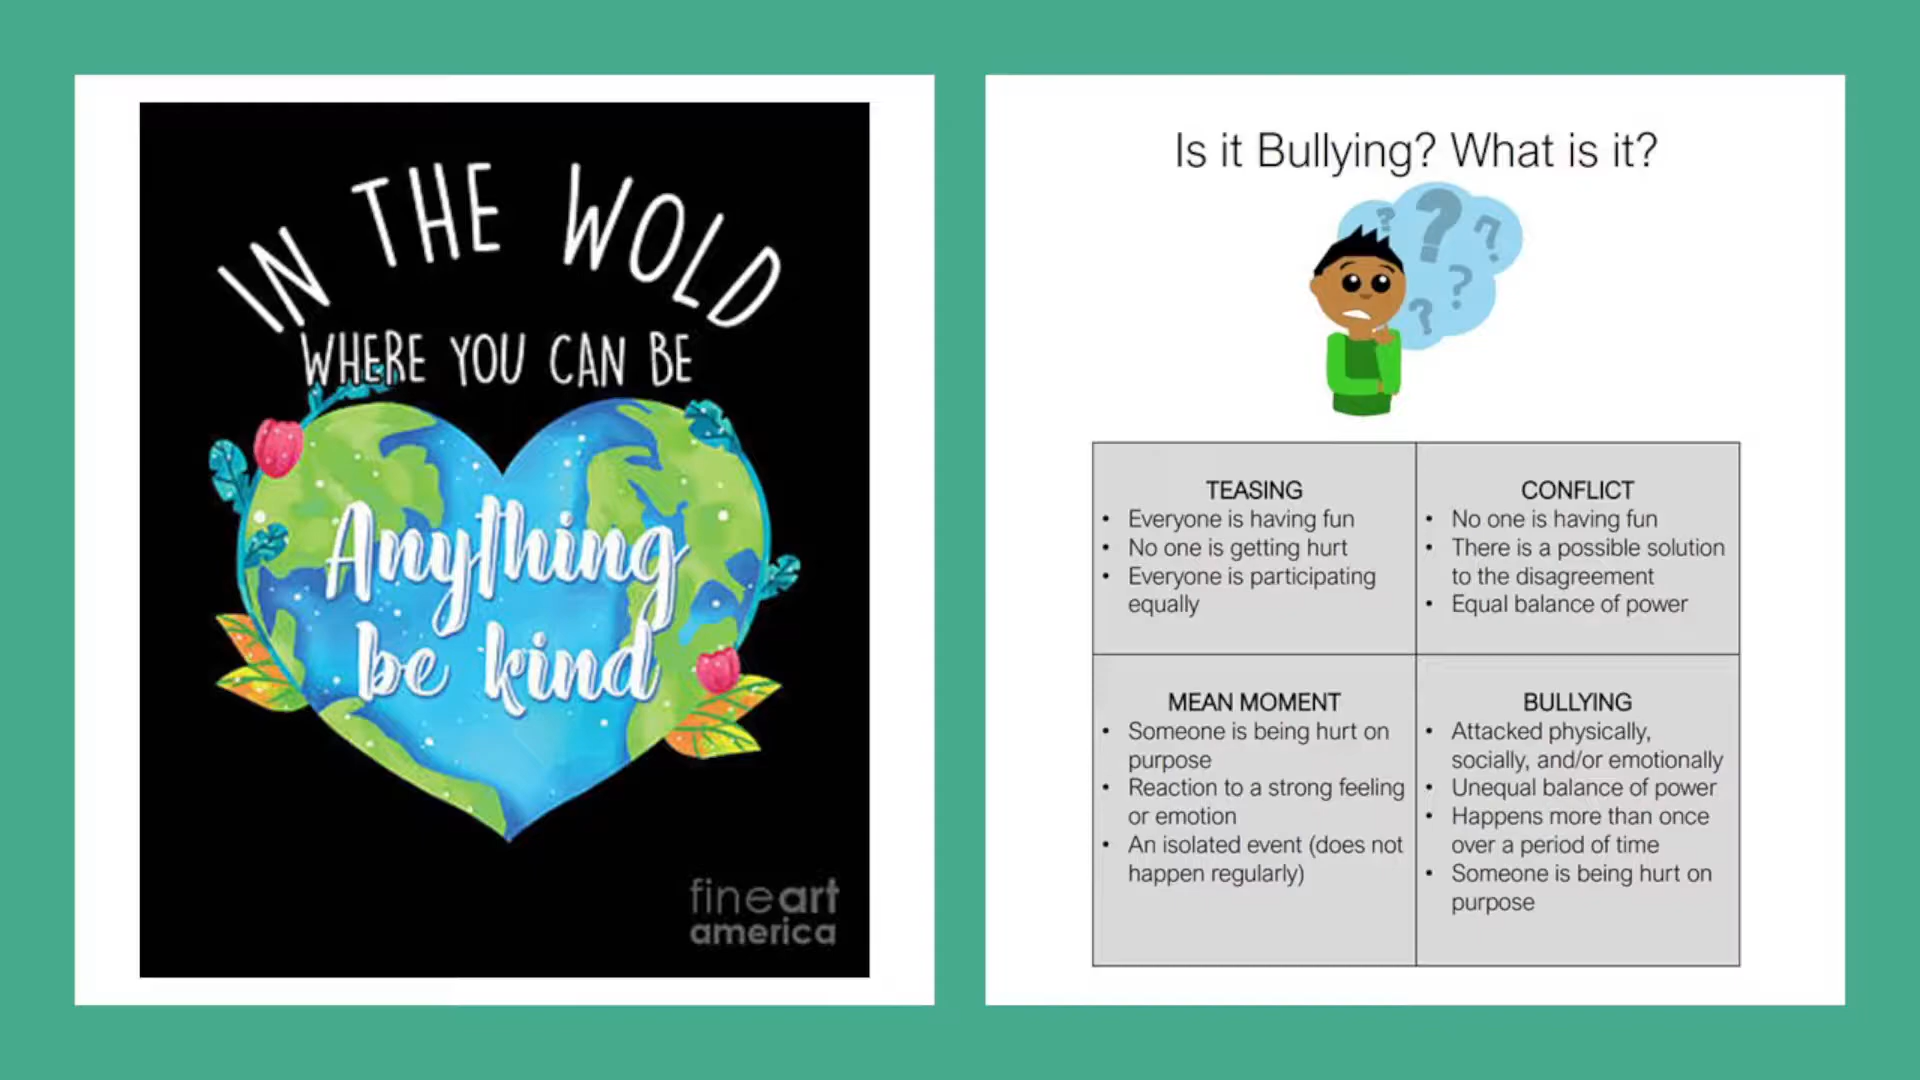 IN THE WOLD
WHERE YOU CAN BE
Anything
be kind
fineart
america
Is it Bullying? What is it?
? ? ? ? ?
TEASING
• Everyone is having fun
• No one is getting hurt
• Everyone is participating
equally
CONFLICT
• No one is having fun
• There is a possible solution
to the disagreement
• Equal balance of power
MEAN MOMENT
• Someone is being hurt on
purpose
• Reaction to a strong feeling
or emotion
• An isolated event (does not
happen regularly)
BULLYING
• Attacked physically,
socially, and/or emotionally
• Unequal balance of power
• Happens more than once
over a period of time
• Someone is being hurt on
purpose